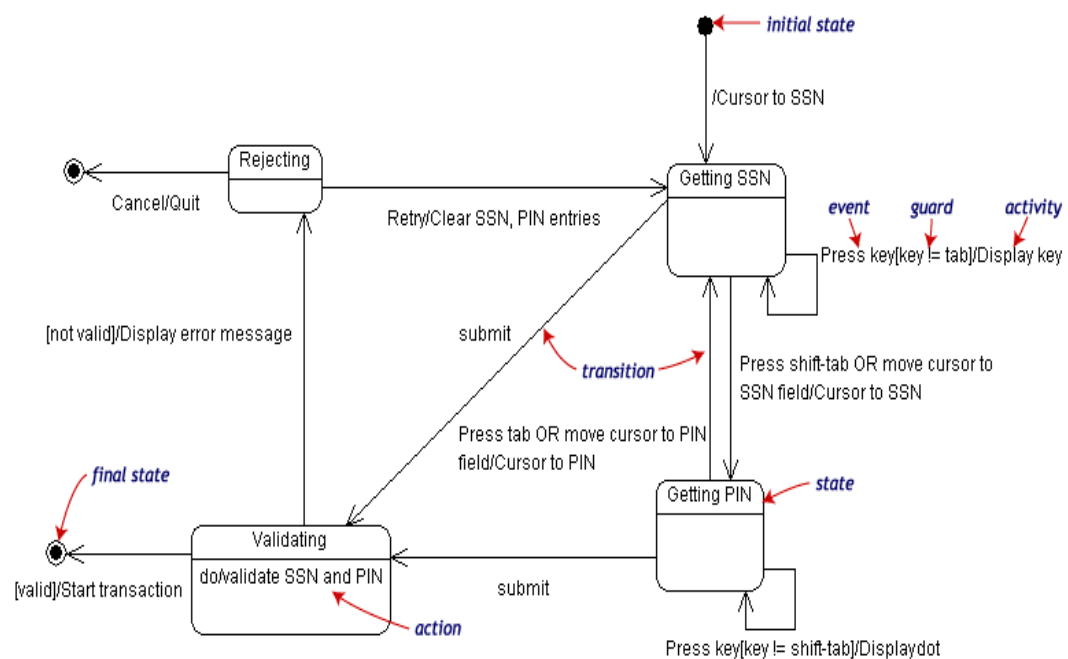 initial state
/Cursor to SSN
Rejecting
Getting SSN
Cancel/Quit
Retry/Clear SSN, PIN entries
event
guard
activity
Press key[key != tab]/Display key
[not valid]/Display error message
submit
transition
Press shift-tab OR move cursor to
SSN field/Cursor to SSN
Press tab OR move cursor to PIN
field/Cursor to PIN
final state
Getting PIN
state
Validating
do/validate SSN and PIN
[valid]/Start transaction
submit
action
Press key[key != shift-tab]/Displaydot